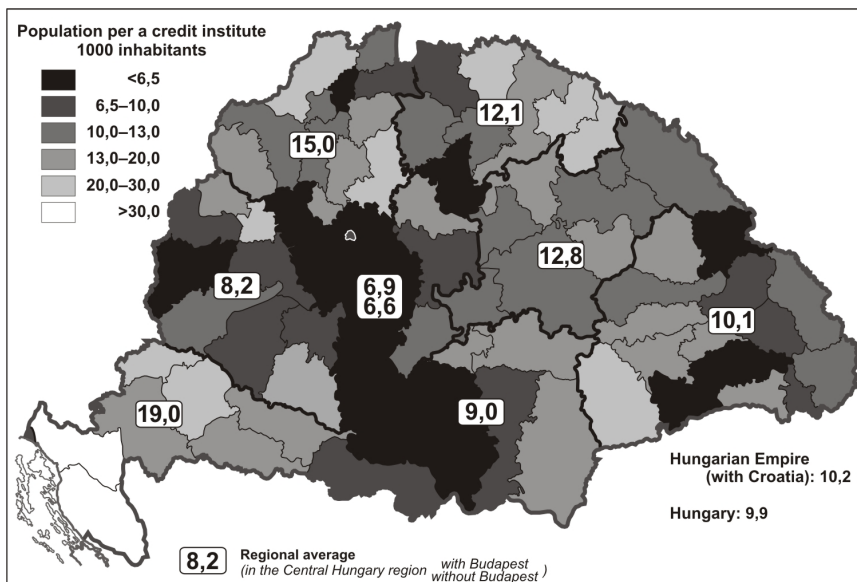 Population per a credit institute
1000 inhabitants
<6,5
6,5–10,0
10,0–13,0
13,0–20,0
20,0–30,0
>30,0
12,1
15,0
12,8
8,2
6,9
6,6
10,1
19,0
9,0
Hungarian Empire
(with Croatia): 10,2
Hungary: 9,9
8,2
Regional average
(in the Central Hungary region with Budapest
without Budapest)